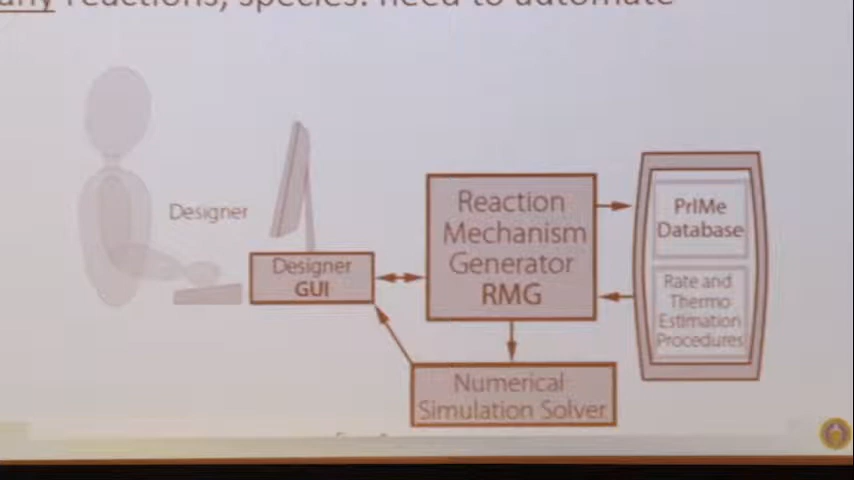 reactions, species: need to automate
Designer
Designer
GUI
Reaction
Mechanism
Generator
RMG
PrIMe
Database
Rate and
Thermo
Estimation
Procedures
Numerical
Simulation Solver